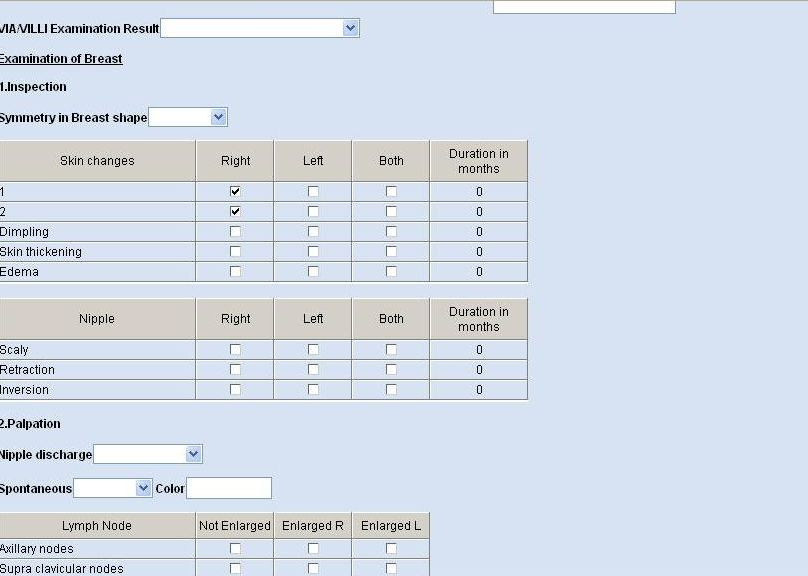 VIA/VILLI Examination Result
Examination of Breast
1.Inspection
Symmetry in Breast shape
Skin changes Right Left Both Duration in months
1 0
2 0
Dimpling 0
Skin thickening 0
Edema 0
Nipple Right Left Both Duration in months
Scaly 0
Retraction 0
Inversion 0
2.Palpation
Nipple discharge
Spontaneous Color
Lymph Node Not Enlarged Enlarged R Enlarged L
Axillary nodes
Supra clavicular nodes